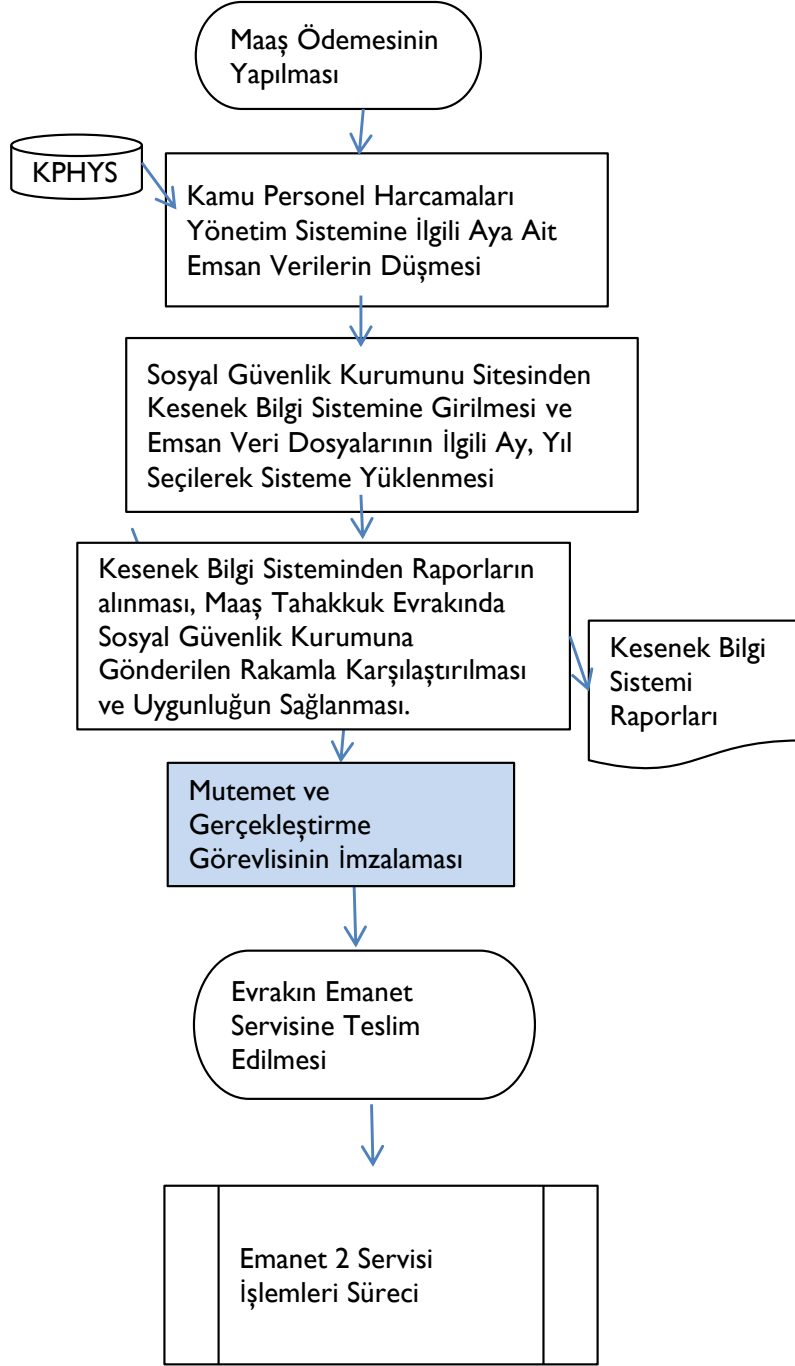 Maaş Ödemesinin
Yapılması
KPHYS
Kamu Personel Harcamaları
Yönetim Sistemine İlgili Aya Ait
Emsan Verilerin Düşmesi
Sosyal Güvenlik Kurumunu Sitesinden
Kesenek Bilgi Sistemine Girilmesi ve
Emsan Veri Dosyalarının İlgili Ay, Yıl
Seçilerek Sisteme Yüklenmesi
Kesenek Bilgi Sisteminden Raporların
alınması, Maaş Tahakkuk Evrakında
Sosyal Güvenlik Kurumuna
Gönderilen Rakamla Karşılaştırılması
ve Uygunluğun Sağlanması.
Kesenek Bilgi
Sistemi
Raporları
Mutemet ve
Gerçekleştirme
Görevlisinin İmzalaması
Evrakın Emanet
Servisine Teslim
Edilmesi
Emanet 2 Servisi
İşlemleri Süreci